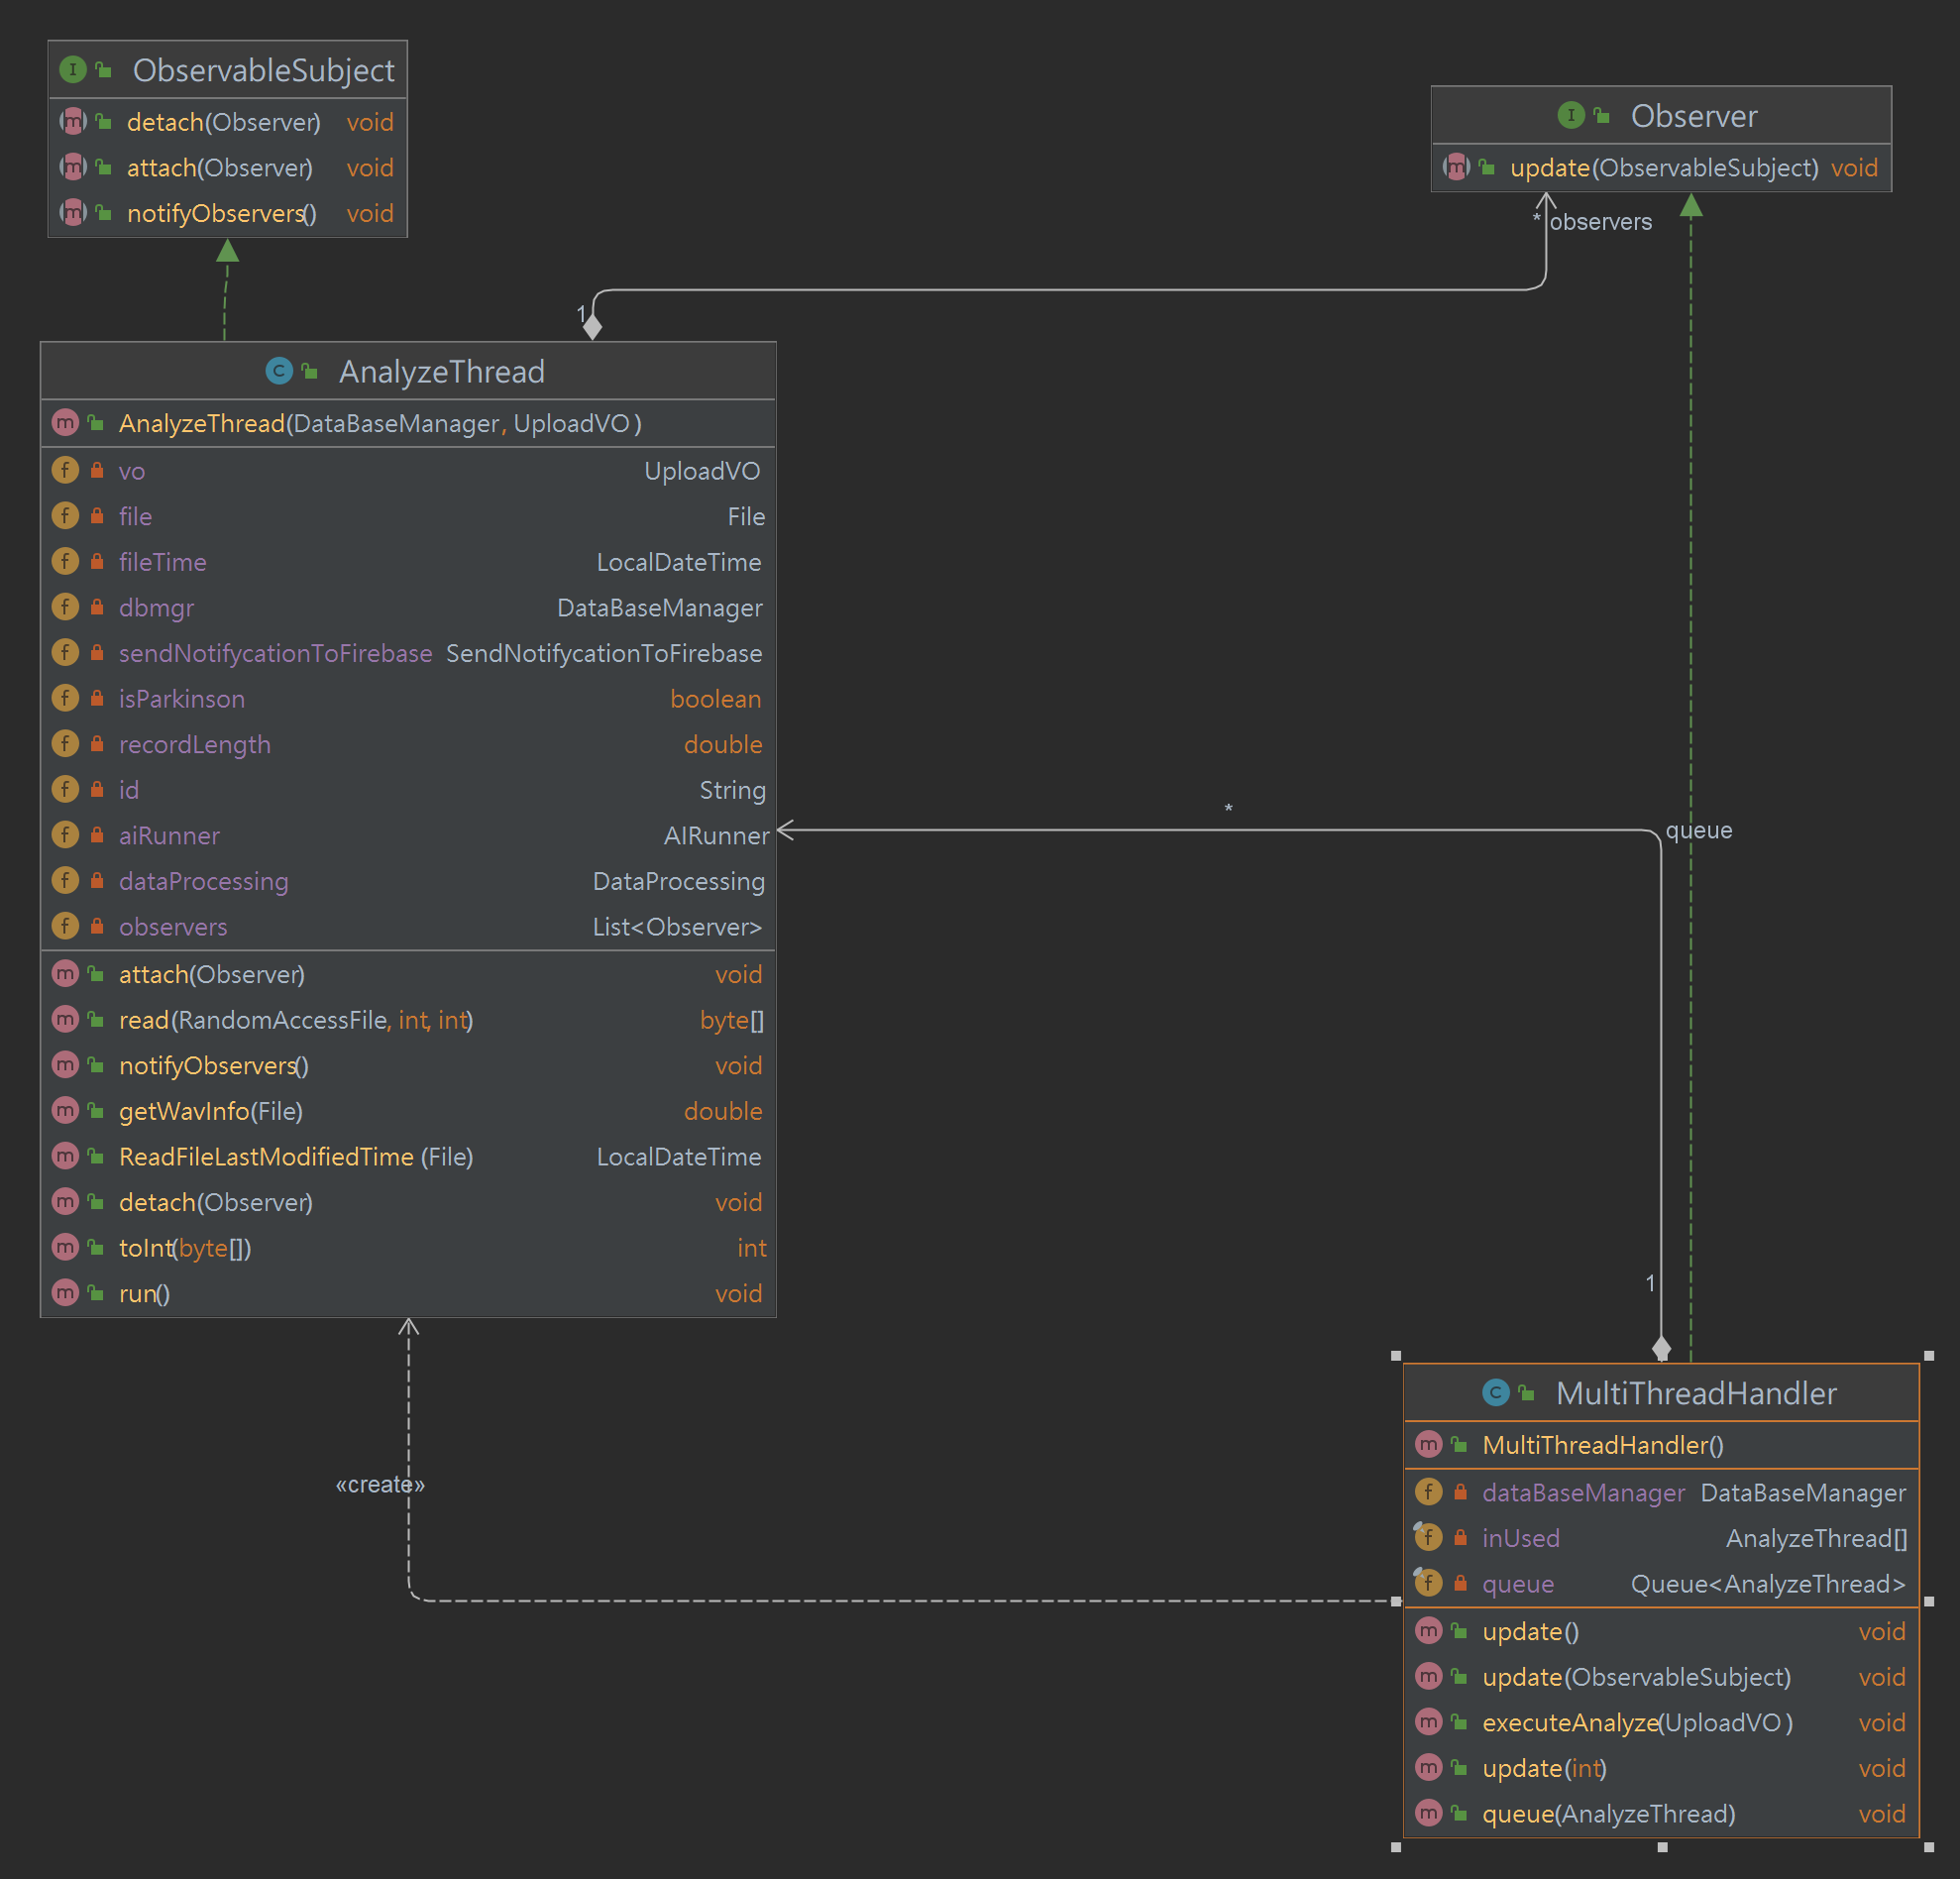 ObservableSubject
detach(Observer) void
attach(Observer) void
notifyObservers() void
Observer
update(ObservableSubject) void
* observers
1
AnalyzeThread
AnalyzeThread(DataBaseManager, UploadVO)
vo UploadVO
file File
fileTime LocalDateTime
dbmgr DataBaseManager
sendNotifycationToFirebase SendNotifycationToFirebase
isParkinson boolean
recordLength double
id String
aiRunner AIRunner
dataProcessing DataProcessing
observers List<Observer>
attach(Observer) void
read(RandomAccessFile, int, int) byte[]
notifyObservers() void
getWavInfo(File) double
ReadFileLastModifiedTime (File) LocalDateTime
detach(Observer) void
toInt(byte[]) int
run() void
*
queue
1
«create»
MultiThreadHandler
MultiThreadHandler()
dataBaseManager DataBaseManager
inUsed AnalyzeThread[]
queue Queue<AnalyzeThread>
update() void
update(ObservableSubject) void
executeAnalyze(UploadVO) void
update(int) void
queue(AnalyzeThread) void